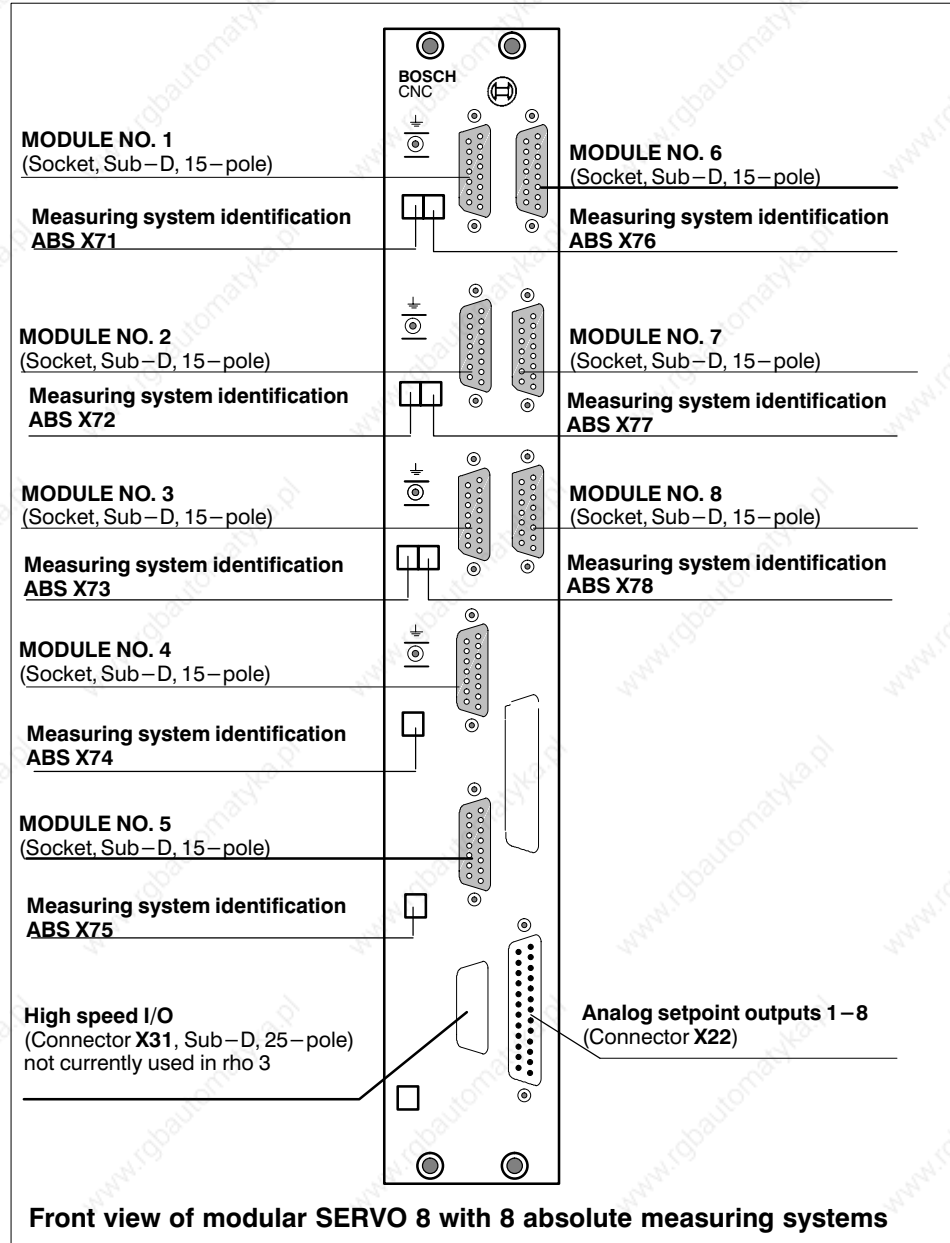 BOSCH
CNC
MODULE NO. 1
(Socket, Sub–D, 15–pole)
Measuring system identification
ABS X71
MODULE NO. 6
(Socket, Sub–D, 15–pole)
Measuring system identification
ABS X76
MODULE NO. 2
(Socket, Sub–D, 15–pole)
Measuring system identification
ABS X72
MODULE NO. 7
(Socket, Sub–D, 15–pole)
Measuring system identification
ABS X77
MODULE NO. 3
(Socket, Sub–D, 15–pole)
Measuring system identification
ABS X73
MODULE NO. 8
(Socket, Sub–D, 15–pole)
Measuring system identification
ABS X78
MODULE NO. 4
(Socket, Sub–D, 15–pole)
Measuring system identification
ABS X74
MODULE NO. 5
(Socket, Sub–D, 15–pole)
Measuring system identification
ABS X75
High speed I/O
(Connector X31, Sub–D, 25–pole)
not currently used in rho 3
Analog setpoint outputs 1–8
(Connector X22)
Front view of modular SERVO 8 with 8 absolute measuring systems
www.rgbautomatyka.pl